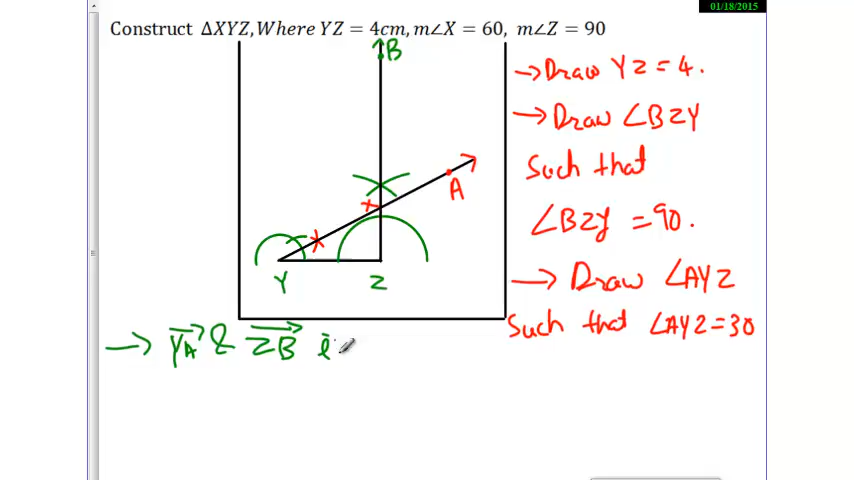 01/18/2015
Construct ΔXYZ, Where YZ = 4cm, m∠X = 60, m∠Z = 90
B
A
Y
Z
→ Draw YZ = 4.
→ Draw ∠BZY
Such that
∠BZY = 90.
→ Draw ∠AYZ
Such that ∠AYZ = 30
→ YA & ZB i